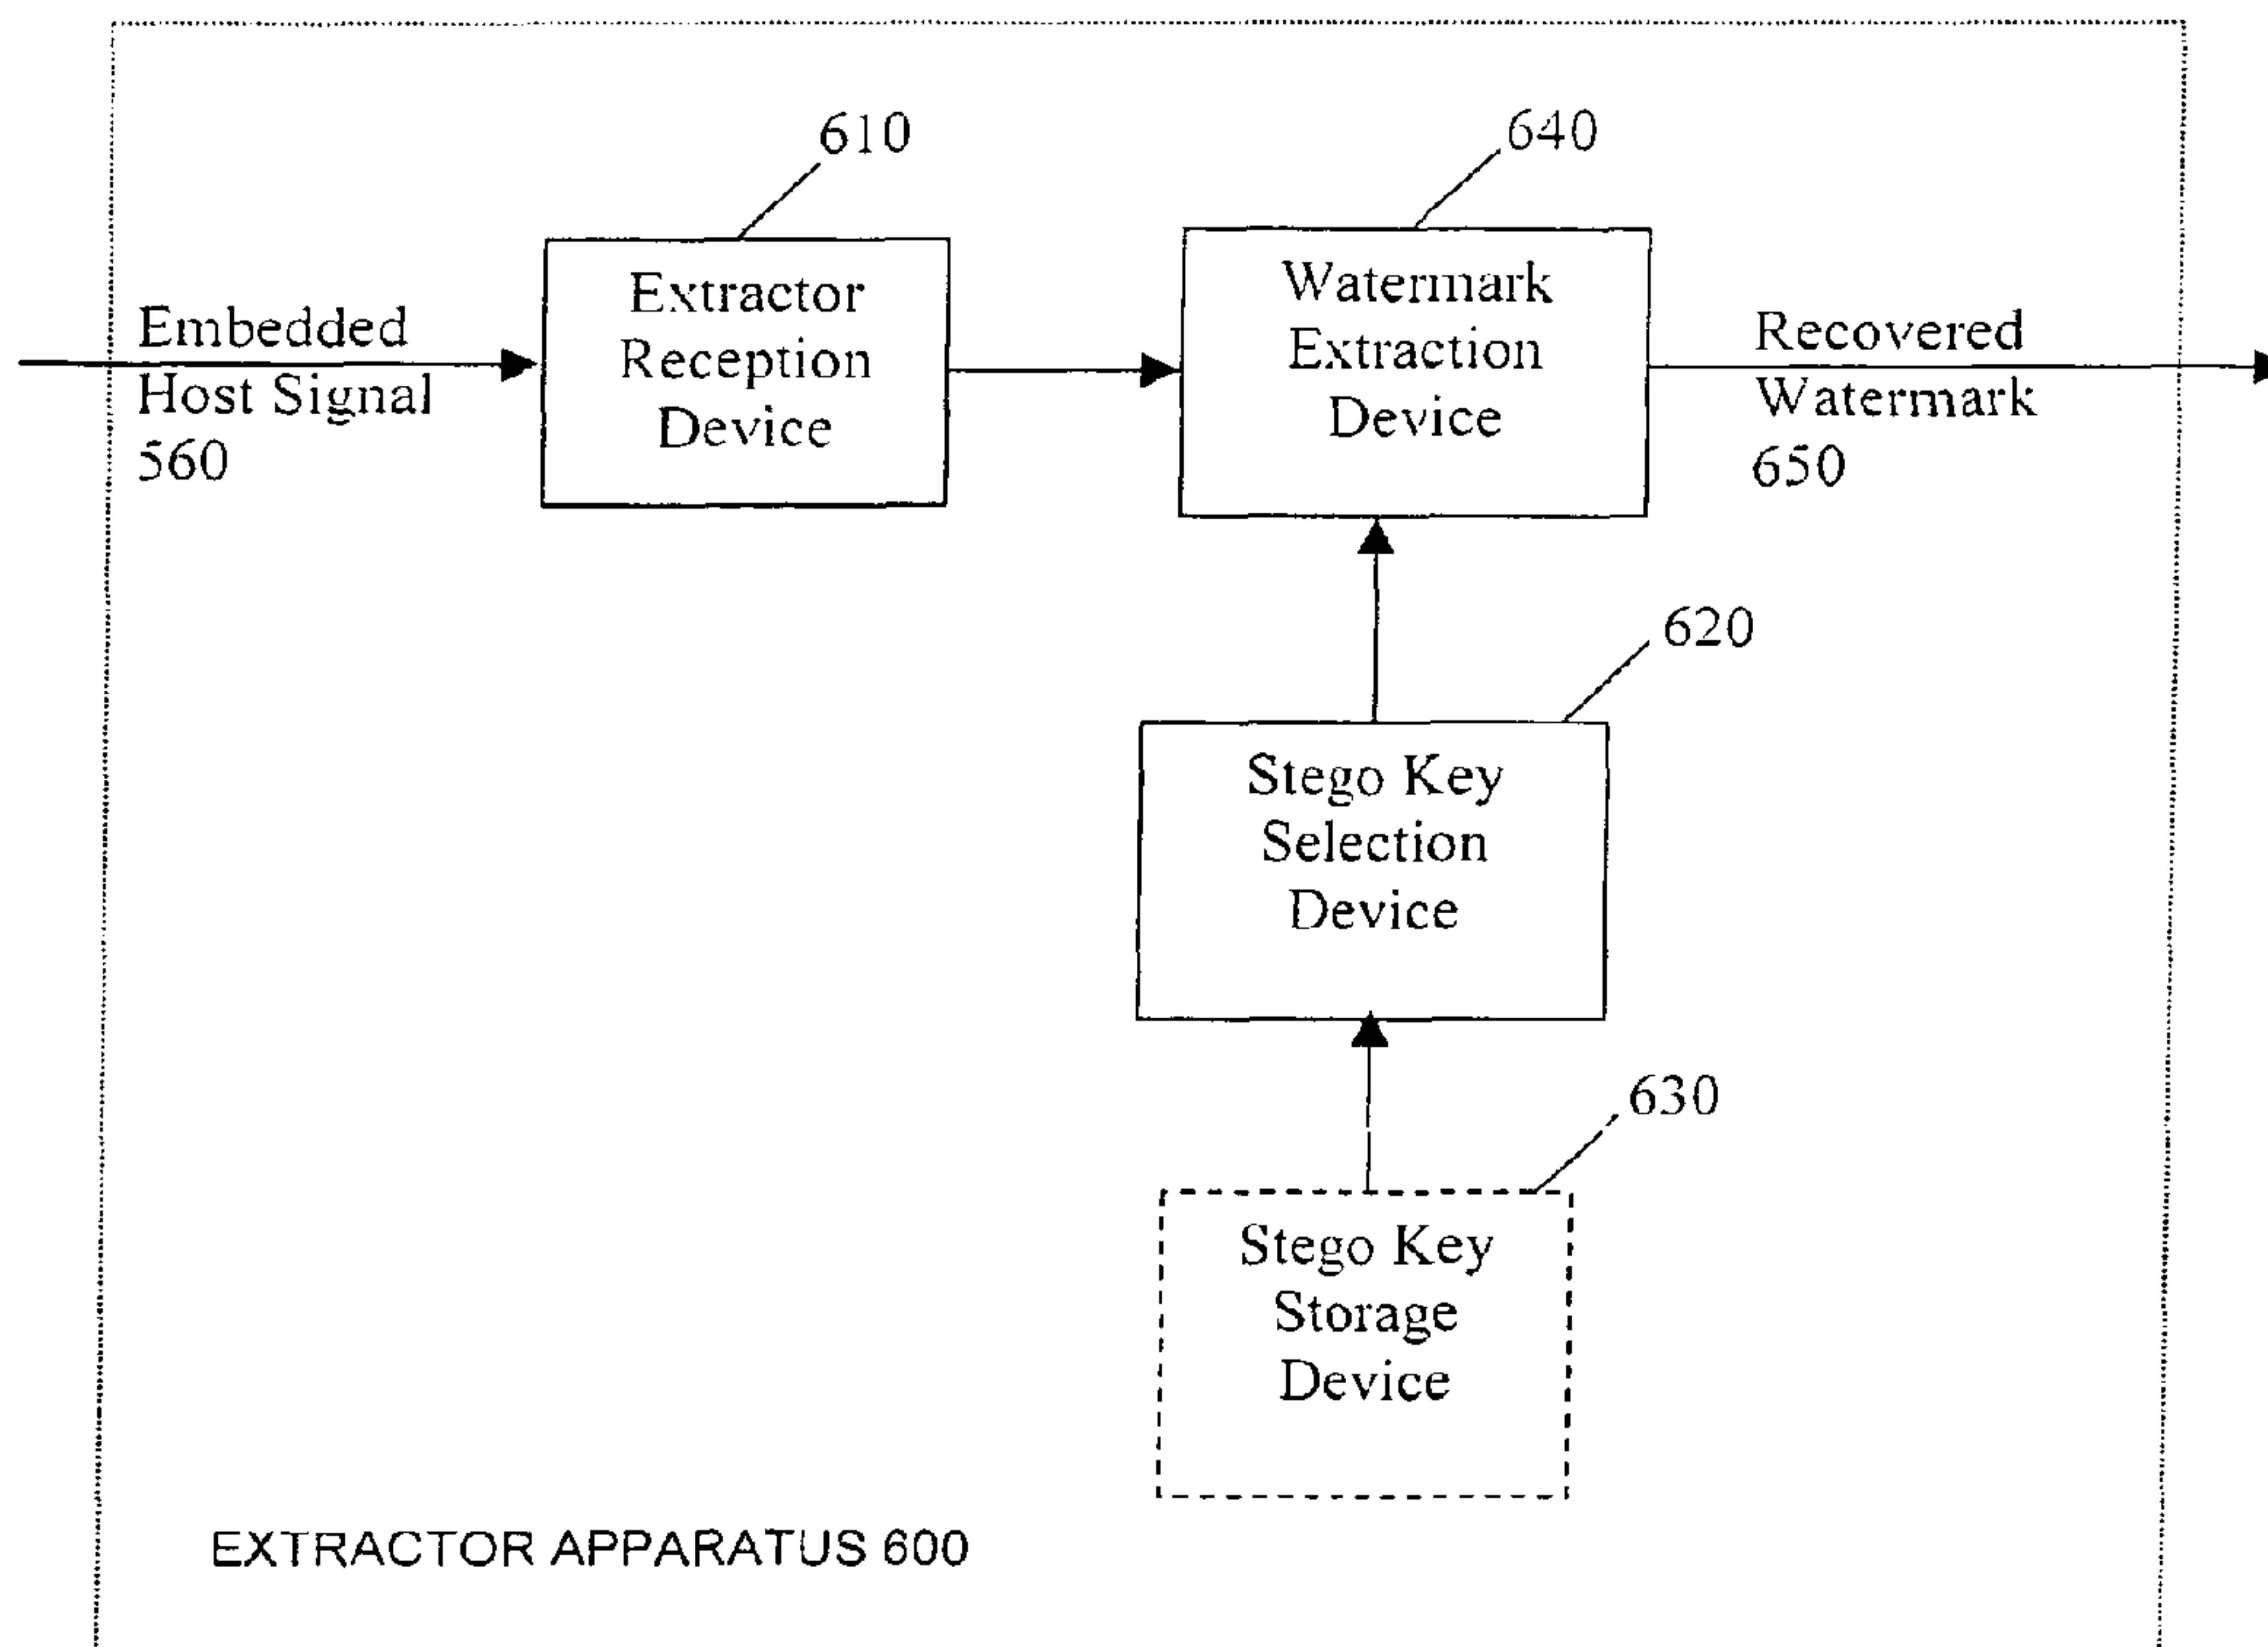 610
640
Extractor
Reception
Device
Watermark
Extraction
Device
Embedded
Host Signal
560
Recovered
Watermark
650
620
Stego Key
Selection
Device
630
Stego Key
Storage
Device
EXTRACTOR APPARATUS 600